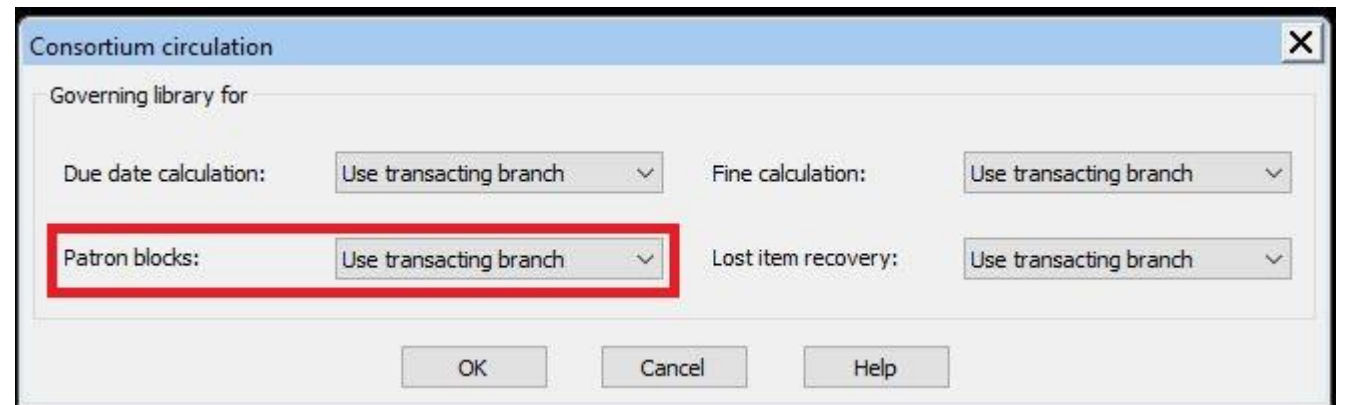 Consortium circulation
Governing library for
Due date calculation: Use transacting branch Fine calculation: Use transacting branch
Patron blocks: Use transacting branch Lost item recovery: Use transacting branch
OK Cancel Help